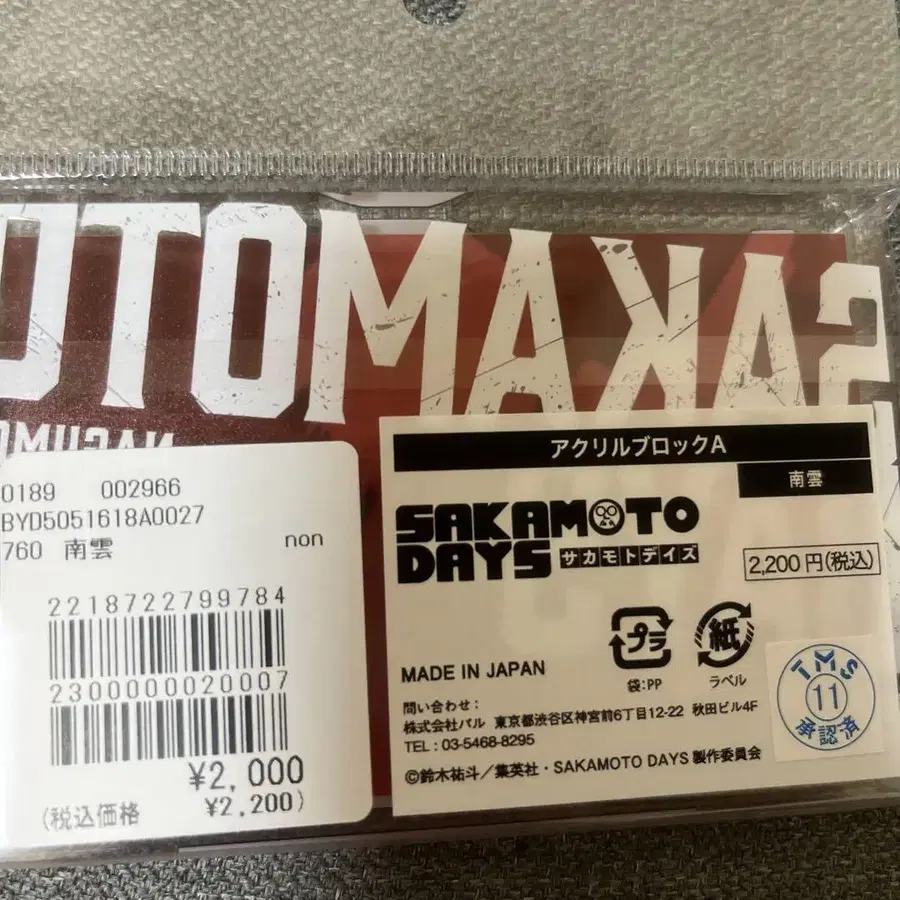 SAKAMOTO
NAGUMO
0189 002966
BYD5051618A0027
760 南雲 non
2218722799784
2300000020007
¥2,000
(税込価格 ¥2,200)
アクリルブロックA
南雲
SAKAMOTO
DAYS サカモトデイズ
2,200円(税込)
プラ
紙
袋:PP
ラベル
MADE IN JAPAN
問い合わせ:
株式会社パル 東京都渋谷区神宮前6丁目12-22 秋田ビル4F
TEL : 03-5468-8295
©鈴木祐斗/集英社・SAKAMOTO DAYS 製作委員会
TMS
11
承認済